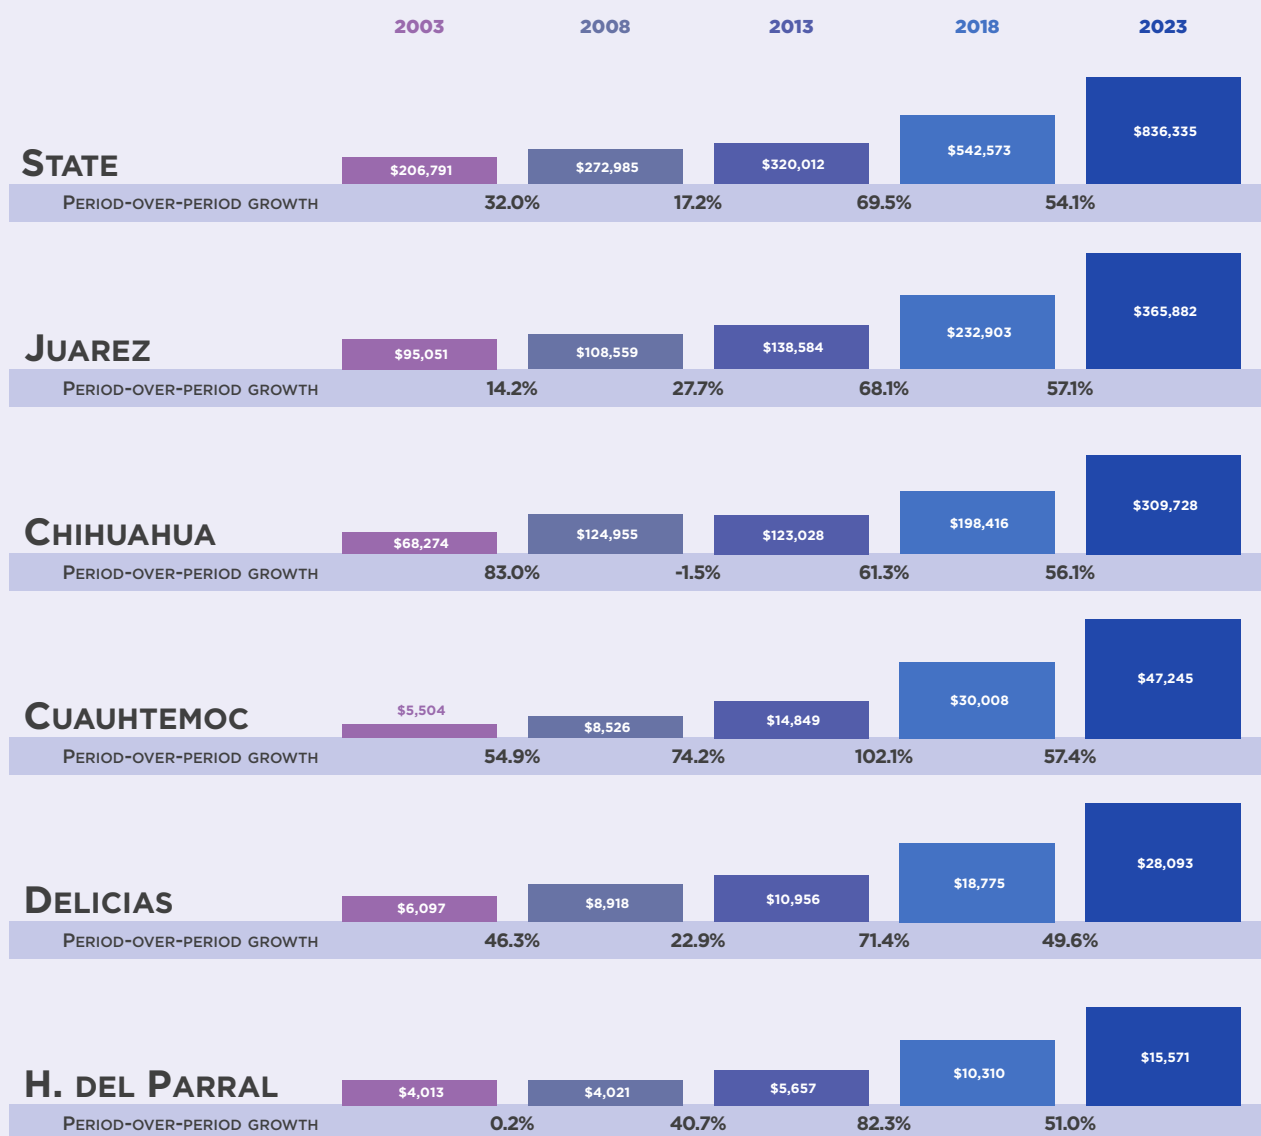 2003 2008 2013 2018 2023
State $206,791 $272,985 $320,012 $542,573 $836,335
Period-over-period growth 32.0% 17.2% 69.5% 54.1%
Juarez $95,051 $108,559 $138,584 $232,903 $365,882
Period-over-period growth 14.2% 27.7% 68.1% 57.1%
Chihuahua $68,274 $124,955 $123,028 $198,416 $309,728
Period-over-period growth 83.0% -1.5% 61.3% 56.1%
Cuauhtemoc $5,504 $8,526 $14,849 $30,008 $47,245
Period-over-period growth 54.9% 74.2% 102.1% 57.4%
Delicias $6,097 $8,918 $10,956 $18,775 $28,093
Period-over-period growth 46.3% 22.9% 71.4% 49.6%
H. del Parral $4,013 $4,021 $5,657 $10,310 $15,571
Period-over-period growth 0.2% 40.7% 82.3% 51.0%